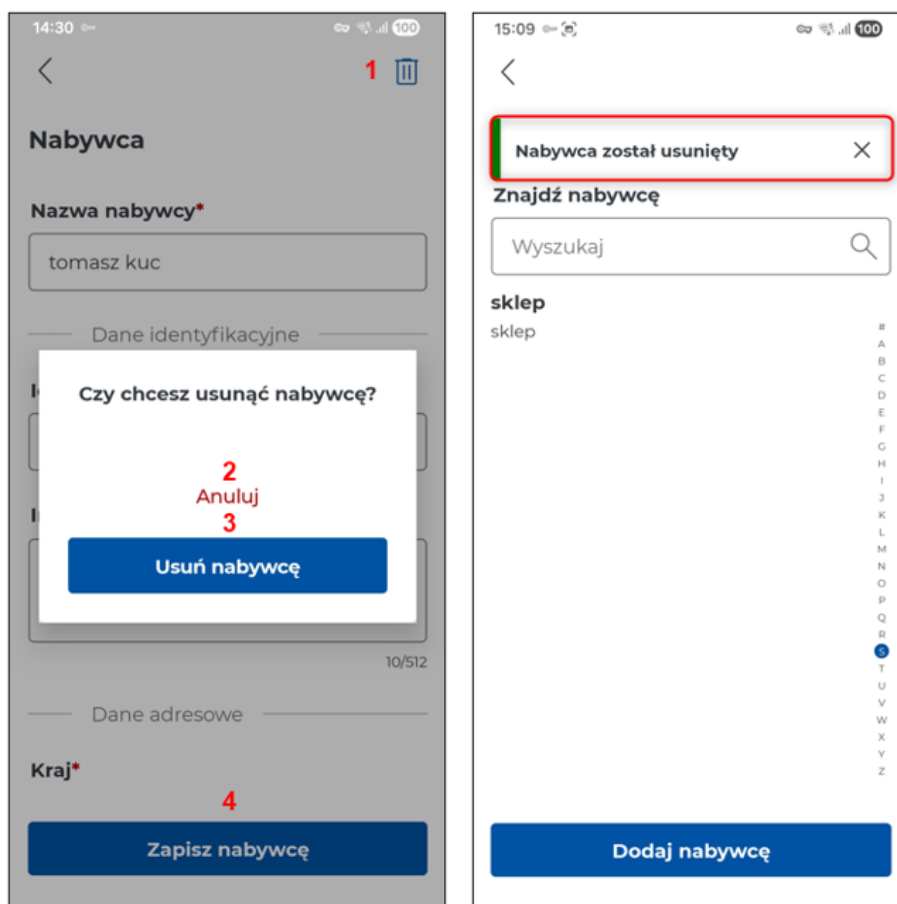 14:30
100
1
Nabywca
Nazwa nabywcy*
tomasz kuc
Dane identyfikacyjne
Czy chcesz usunąć nabywcę?
2
Anuluj
3
Usuń nabywcę
10/512
Dane adresowe
Kraj*
4
Zapisz nabywcę
15:09
100
Nabywca został usunięty
Znajdź nabywcę
Wyszukaj
sklep
sklep
#
A
B
C
D
E
F
G
H
I
J
K
L
M
N
O
P
Q
R
S
T
U
V
W
X
Y
Z
Dodaj nabywcę